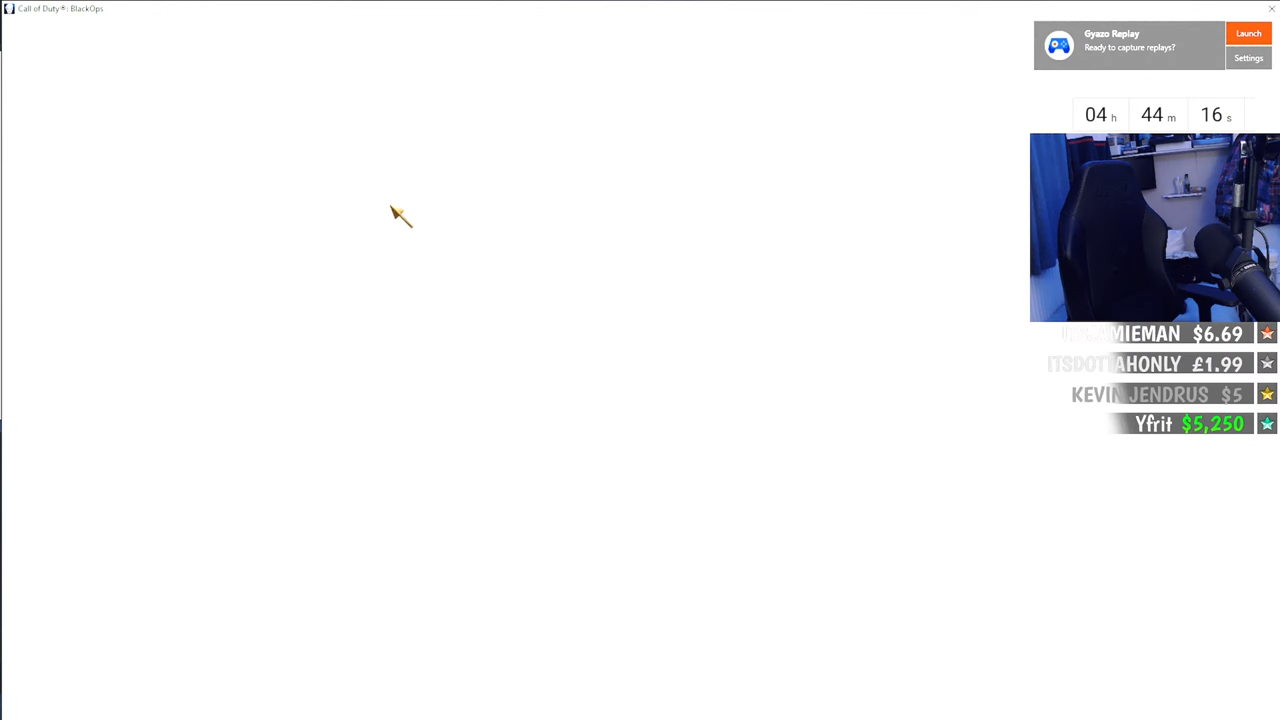 Call of Duty®: BlackOps
Gyazo Replay
Ready to capture replays?
Launch
Settings
04 h 44 m 16 s
MIEMAN $6.69
ITSDOTTAHONLY £1.99
KEVIN JENDRUS $5
Yfrit $5,250